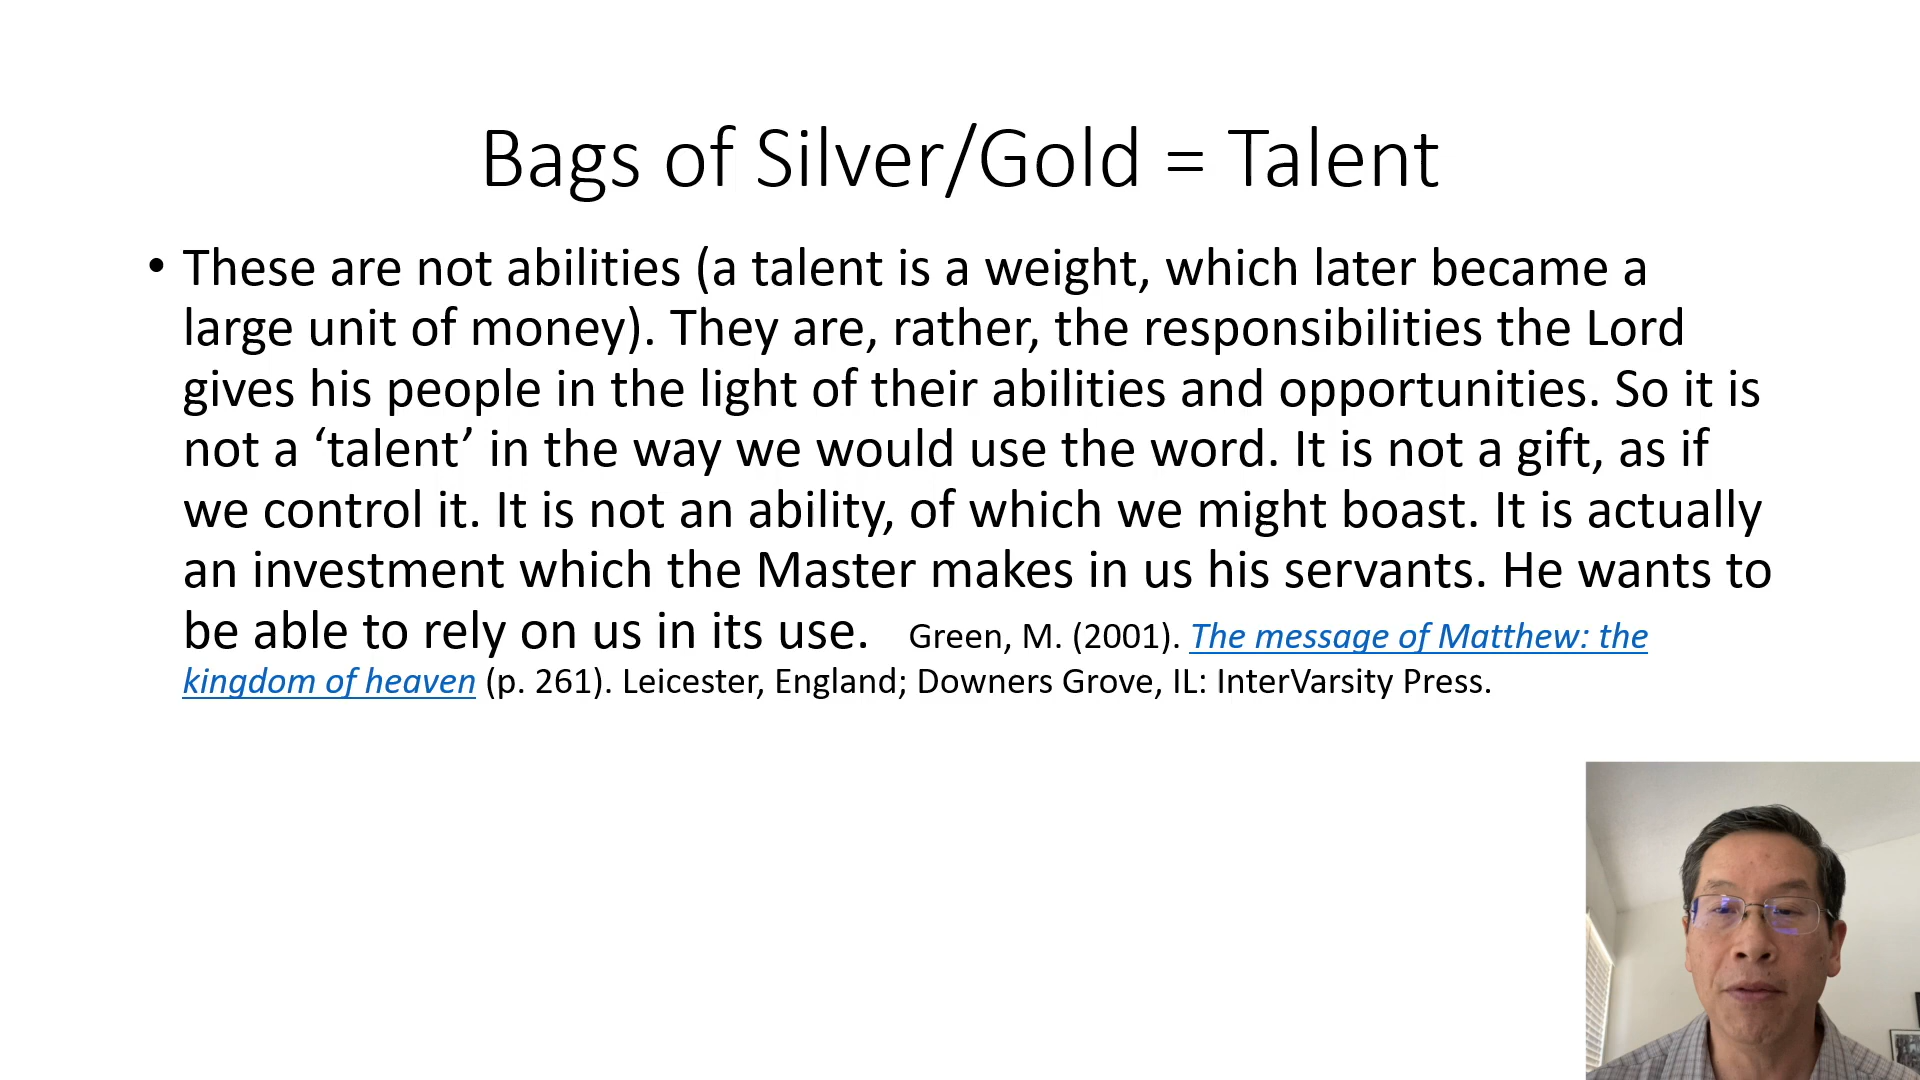 Bags of Silver/Gold = Talent
• These are not abilities (a talent is a weight, which later became a
large unit of money). They are, rather, the responsibilities the Lord
gives his people in the light of their abilities and opportunities. So it is
not a ‘talent’ in the way we would use the word. It is not a gift, as if
we control it. It is not an ability, of which we might boast. It is actually
an investment which the Master makes in us his servants. He wants to
be able to rely on us in its use. Green, M. (2001). The message of Matthew: the
kingdom of heaven (p. 261). Leicester, England; Downers Grove, IL: InterVarsity Press.